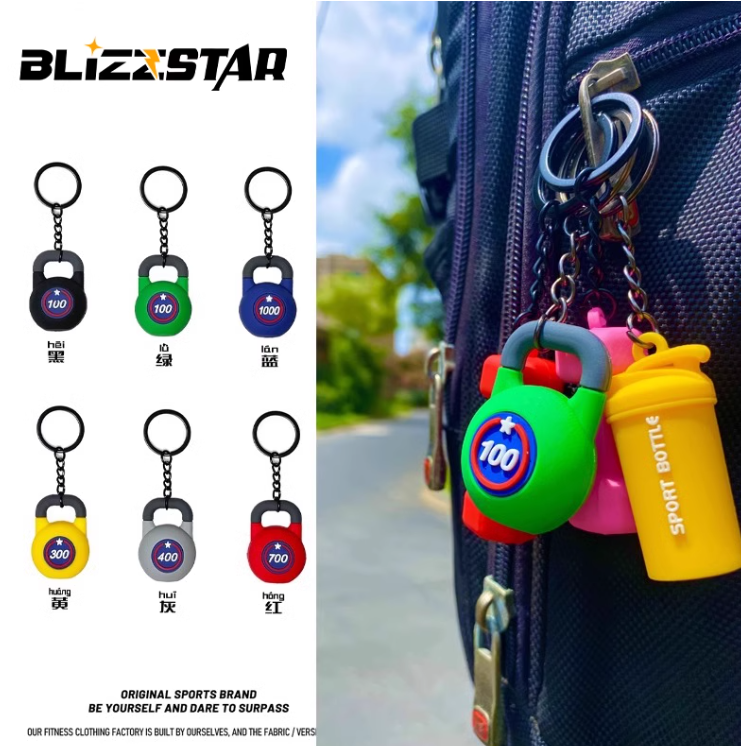 BLIZZSTAR
100
100
1000
hēi
黑
lǜ
绿
lán
蓝
300
400
700
huáng
黄
huī
灰
hóng
红
ORIGINAL SPORTS BRAND
BE YOURSELF AND DARE TO SURPASS
OUR FITNESS CLOTHING FACTORY IS BUILT BY OURSELVES, AND THE FABRIC /
100
SPORT BOTTLE